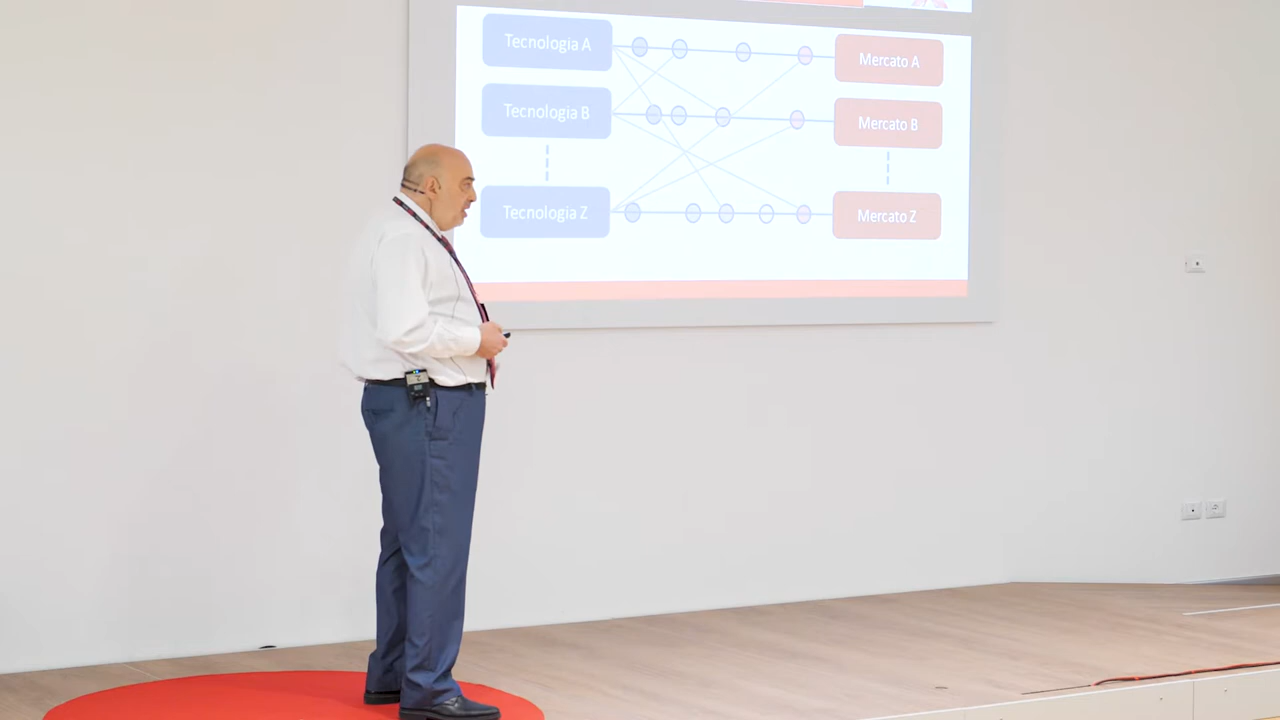 Tecnologia A
Mercato A
Tecnologia B
Mercato B
Tecnologia Z
Mercato Z